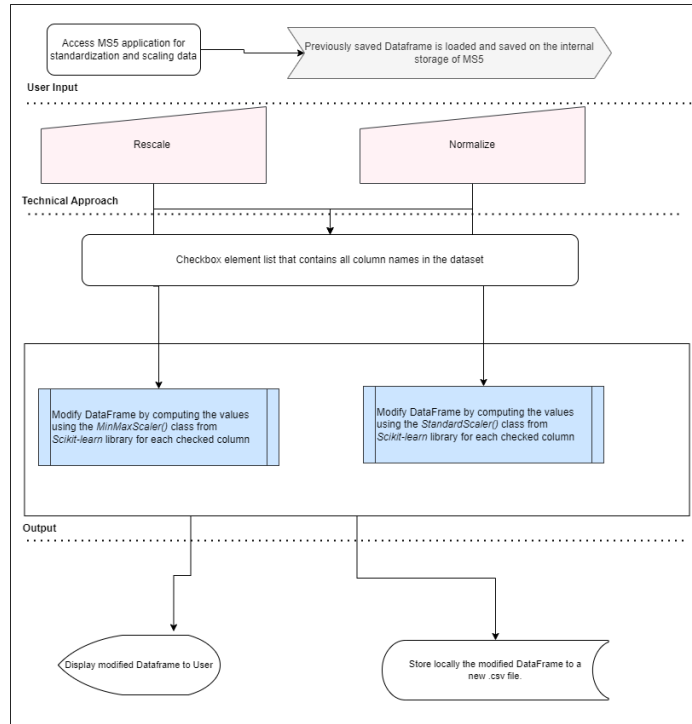 Access MS5 application for
standardization and scaling data
Previously saved Dataframe is loaded and saved on the internal
storage of MS5
User Input
Rescale
Normalize
Technical Approach
Checkbox element list that contains all column names in the dataset
Modify DataFrame by computing the values
using the MinMaxScaler() class from
Scikit-learn library for each checked column
Modify DataFrame by computing the values
using the StandardScaler() class from
Scikit-learn library for each checked column
Output
Display modified Dataframe to User
Store locally the modified DataFrame to a
new .csv file.